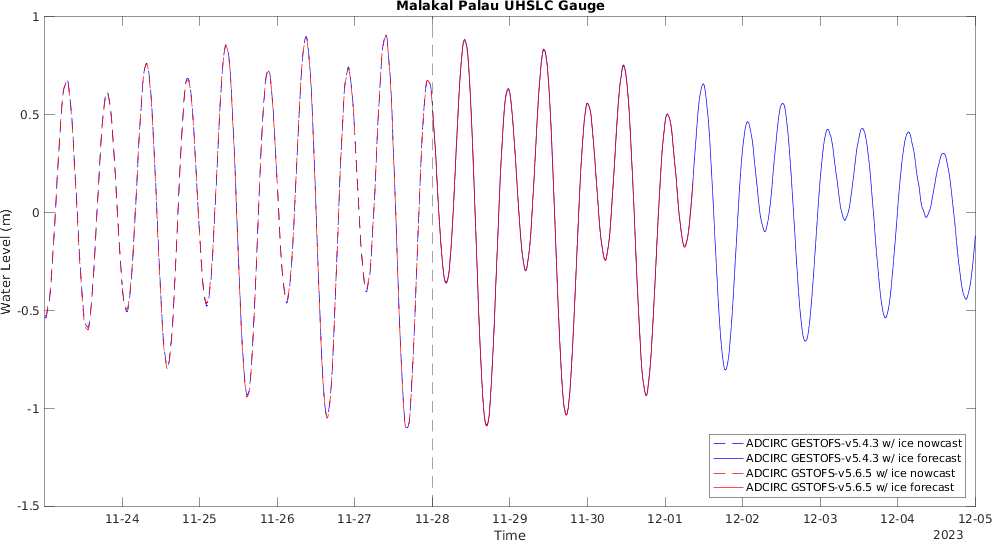 Malakal Palau UHSLC Gauge
Water Level (m)
1
0.5
0
-0.5
-1
-1.5
ADCIRC GESTOFS-v5.4.3 w/ ice nowcast
ADCIRC GESTOFS-v5.4.3 w/ ice forecast
ADCIRC GSTOFS-v5.6.5 w/ ice nowcast
ADCIRC GSTOFS-v5.6.5 w/ ice forecast
11-24 11-25 11-26 11-27 11-28 11-29 11-30 12-01 12-02 12-03 12-04 12-05
Time
2023